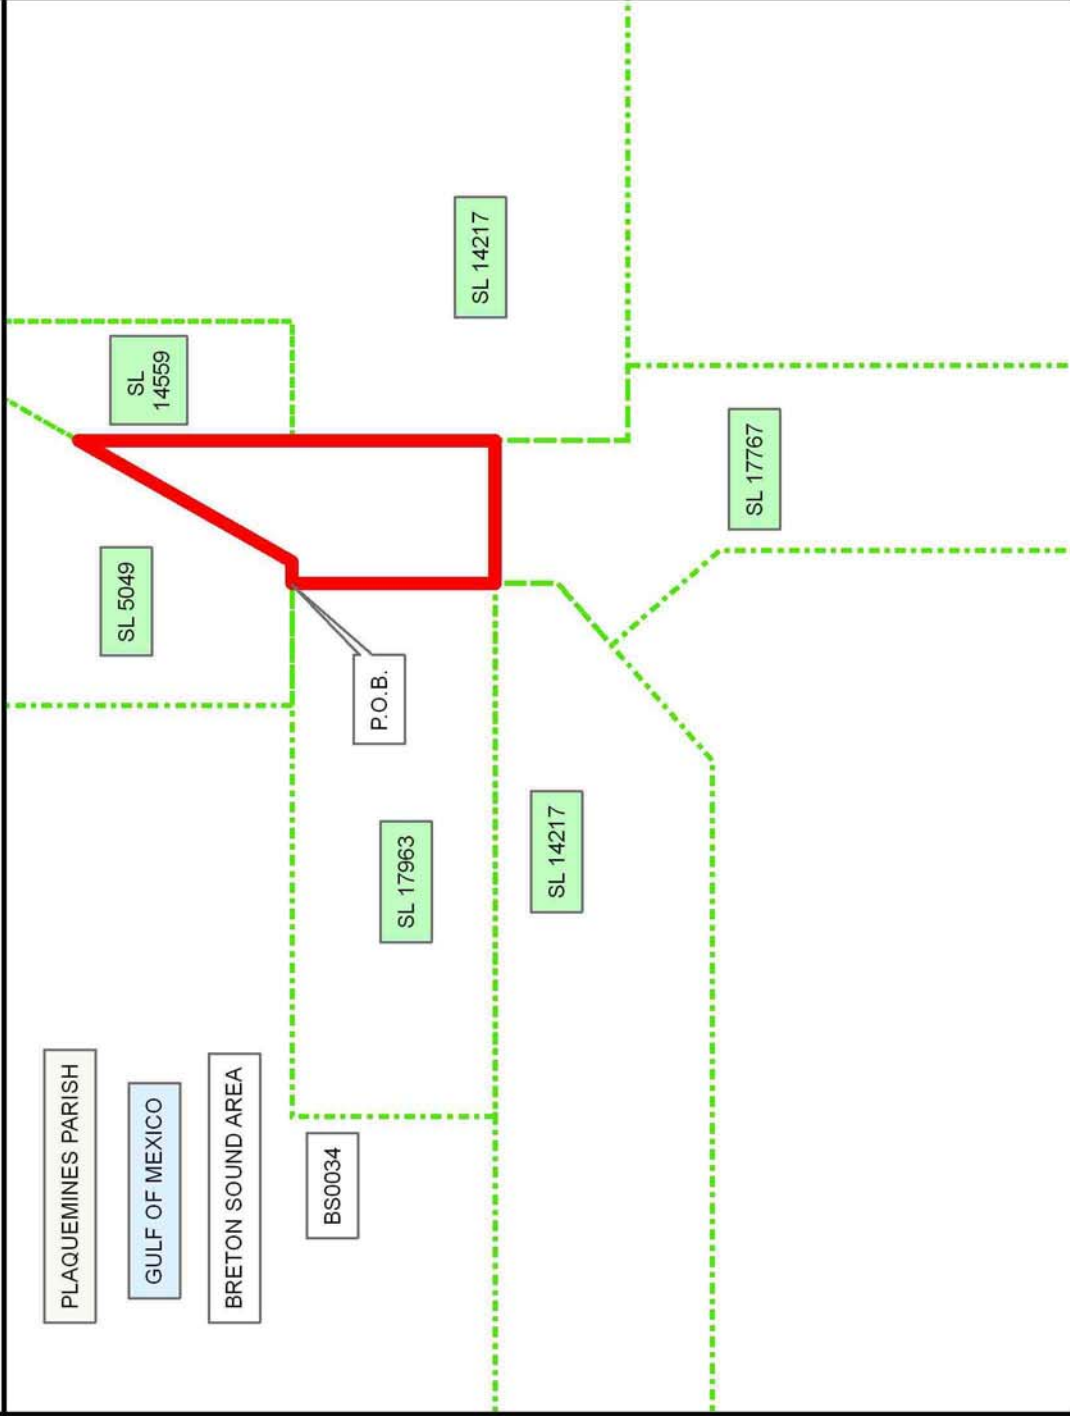 PLAQUEMINES PARISH
GULF OF MEXICO
BRETON SOUND AREA
BS0034
SL 17963
SL 14217
P.O.B.
SL 5049
SL
14559
SL 17767
SL 14217